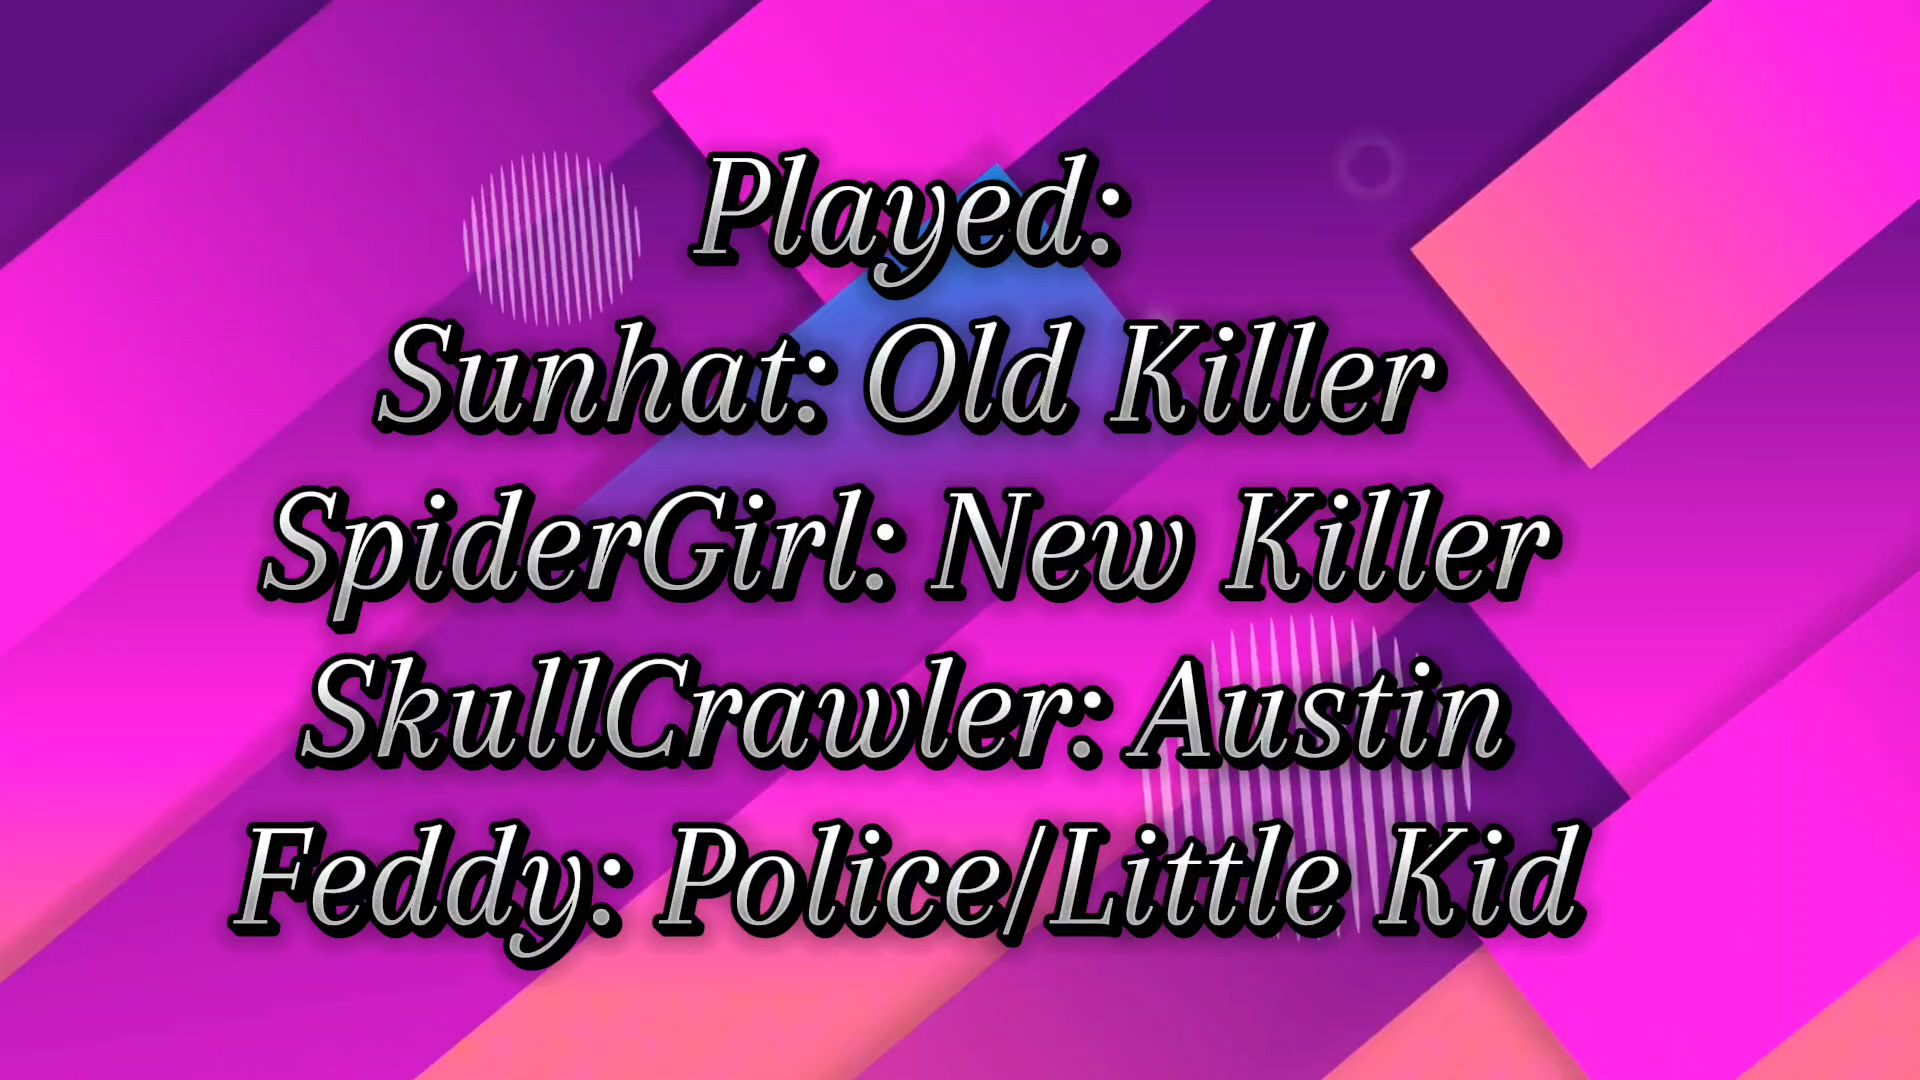 Played:
Sunhat: Old Killer
SpiderGirl: New Killer
SkullCrawler: Austin
Feddy: Police/Little Kid